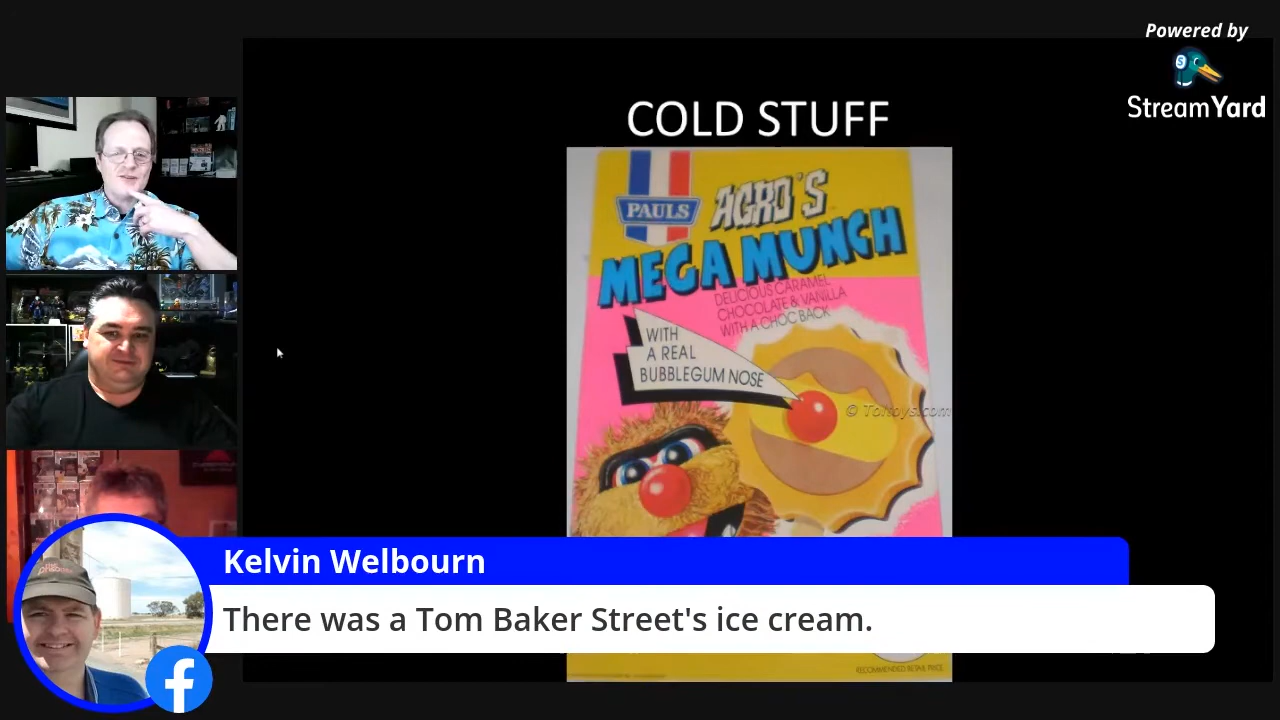 Powered by
StreamYard
COLD STUFF
PAULS
AGRO'S
MEGA MUNCH
DELICIOUS CARAMEL
CHOCOLATE & VANILLA
WITH A CHOC BACK
WITH
A REAL
BUBBLEGUM NOSE
© Toltoys.com
Kelvin Welbourn
There was a Tom Baker Street's ice cream.
RECOMMENDED RETAIL PRICE